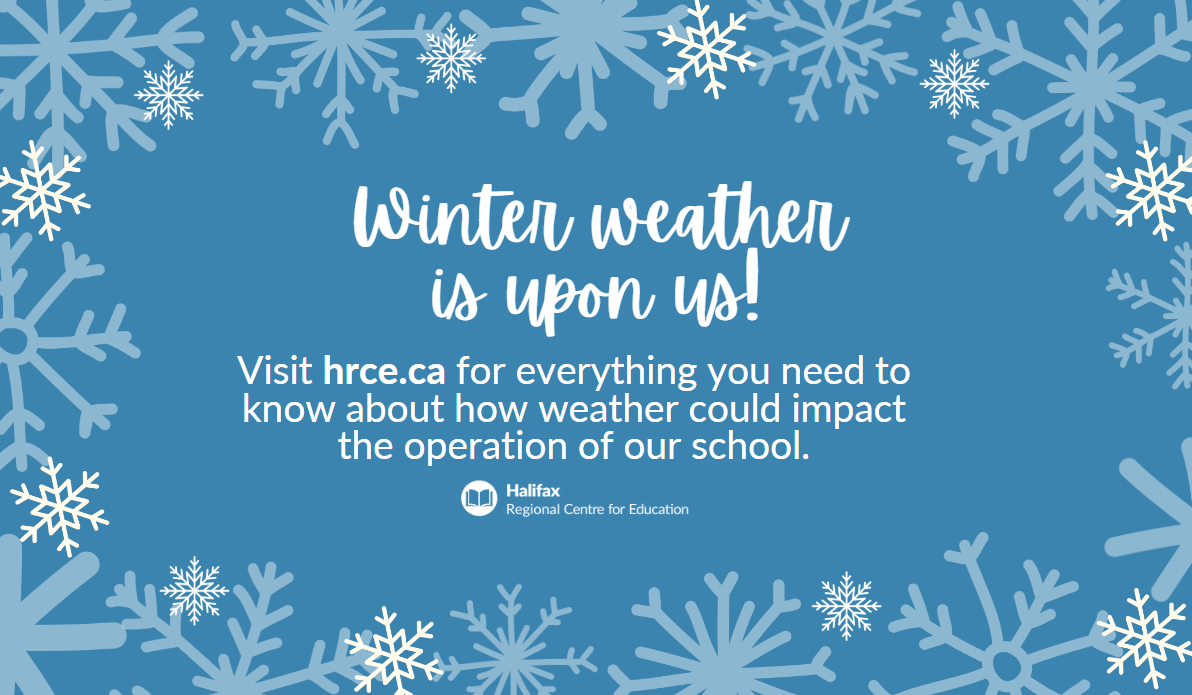 Winter weather
is upon us!
Visit hrce.ca for everything you need to
know about how weather could impact
the operation of our school.
Halifax
Regional Centre for Education